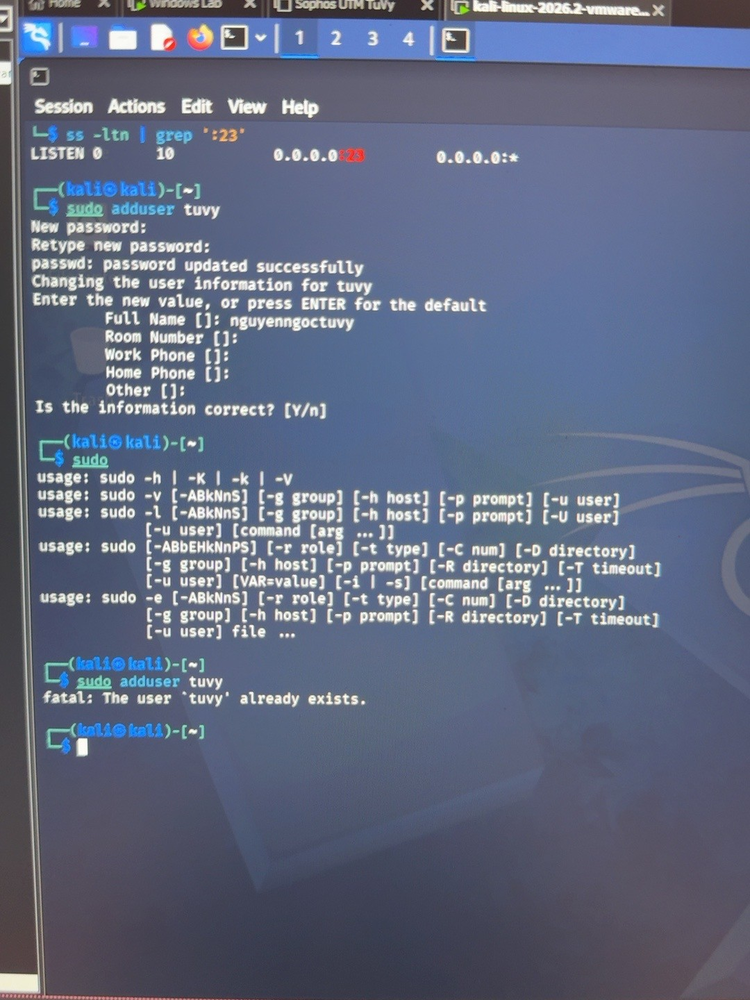 Home
Windows Lab
Sophos UTM TuVy
kali-linux-2026.2-vmware...
1 2 3 4
Session Actions Edit View Help
└─$ ss -ltn | grep ':23'
LISTEN 0 10 0.0.0.0:23 0.0.0.0:*
┌──(kali㉿kali)-[~]
└─$ sudo adduser tuvy
New password:
Retype new password:
passwd: password updated successfully
Changing the user information for tuvy
Enter the new value, or press ENTER for the default
Full Name []: nguyenngoctuvy
Room Number []:
Work Phone []:
Home Phone []:
Other []:
Is the information correct? [Y/n]
┌──(kali㉿kali)-[~]
└─$ sudo
usage: sudo -h | -K | -k | -V
usage: sudo -v [-ABkNnS] [-g group] [-h host] [-p prompt] [-u user]
usage: sudo -l [-ABkNnS] [-g group] [-h host] [-p prompt] [-U user]
[-u user] [command [arg ...]]
usage: sudo [-ABbEHkNnPS] [-r role] [-t type] [-C num] [-D directory]
[-g group] [-h host] [-p prompt] [-R directory] [-T timeout]
[-u user] [VAR=value] [-i | -s] [command [arg ...]]
usage: sudo -e [-ABkNnS] [-r role] [-t type] [-C num] [-D directory]
[-g group] [-h host] [-p prompt] [-R directory] [-T timeout]
[-u user] file ...
┌──(kali㉿kali)-[~]
└─$ sudo adduser tuvy
fatal: The user `tuvy' already exists.
┌──(kali㉿kali)-[~]
└─$